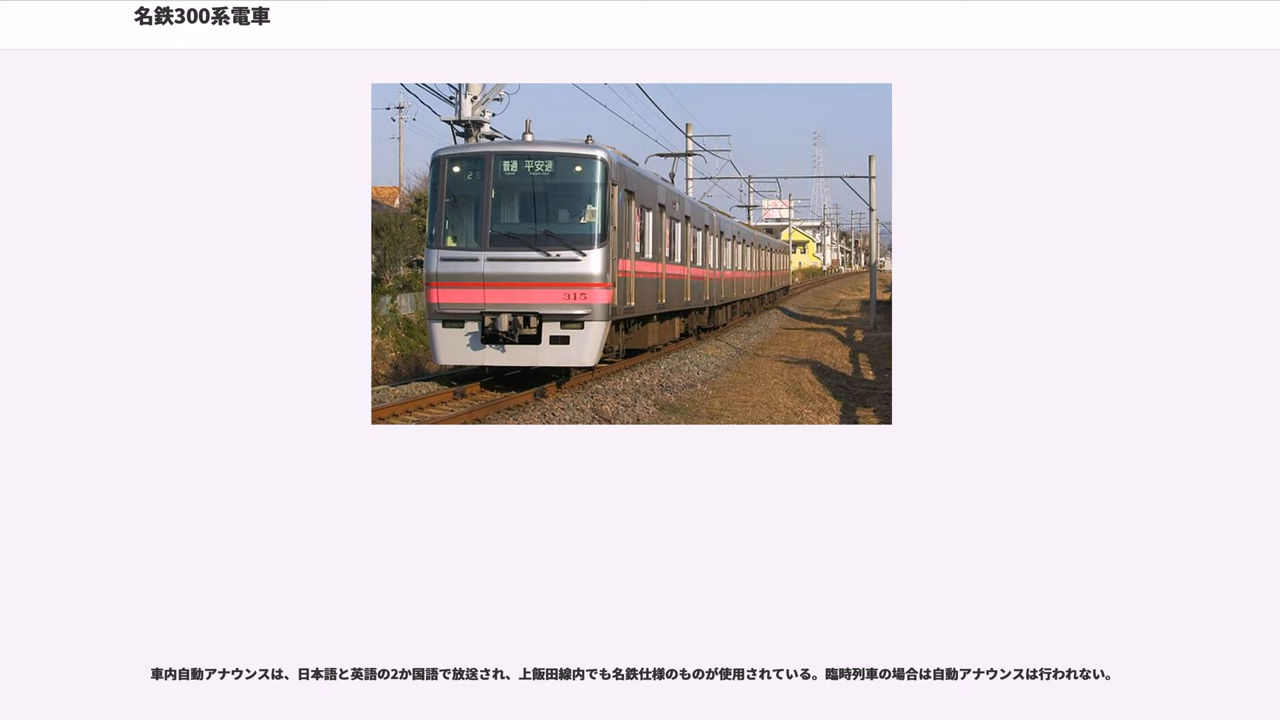 名鉄300系電車
普通 平安通
315
車内自動アナウンスは、日本語と英語の2か国語で放送され、上飯田線内でも名鉄仕様のものが使用されている。臨時列車の場合は自動アナウンスは行われない。